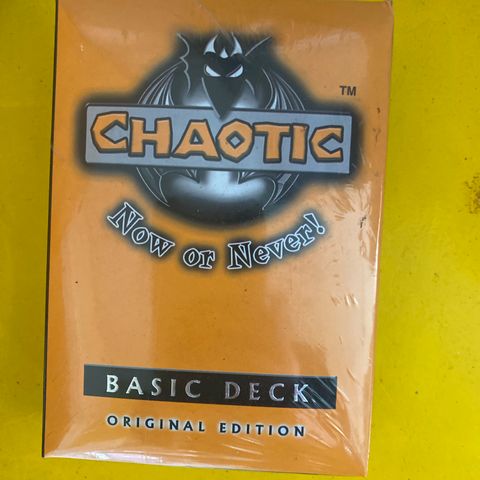 TM
CHAOTIC
Now or Never!
BASIC DECK
ORIGINAL EDITION